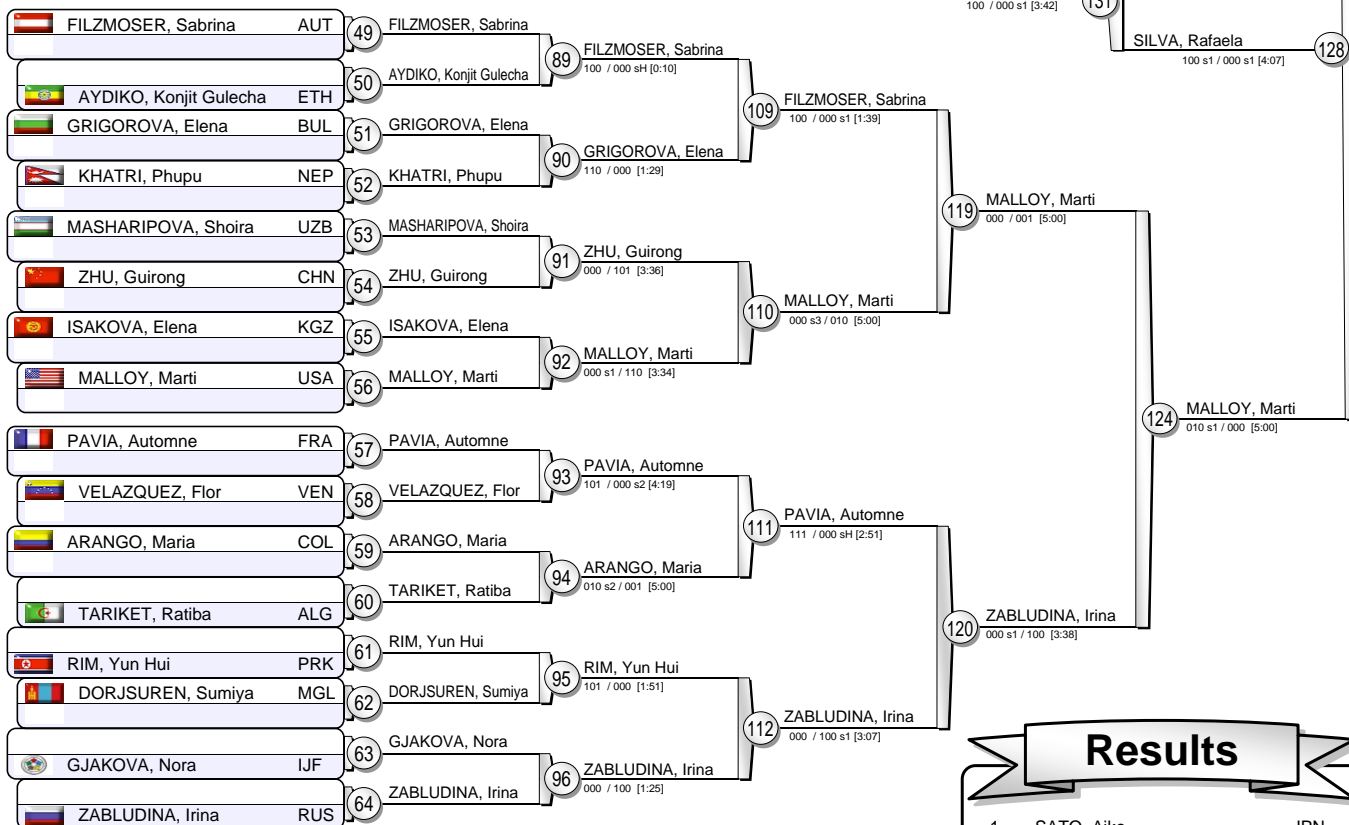 100 / 000 s1 [3:42]
131
SILVA, Rafaela
100 s1 / 000 s1 [4:07]
128
FILZMOSER, Sabrina AUT
49
FILZMOSER, Sabrina
89
FILZMOSER, Sabrina
100 / 000 sH [0:10]
AYDIKO, Konjit Gulecha ETH
50
AYDIKO, Konjit Gulecha
109
FILZMOSER, Sabrina
100 / 000 s1 [1:39]
GRIGOROVA, Elena BUL
51
GRIGOROVA, Elena
90
GRIGOROVA, Elena
110 / 000 [1:29]
KHATRI, Phupu NEP
52
KHATRI, Phupu
119
MALLOY, Marti
000 / 001 [5:00]
MASHARIPOVA, Shoira UZB
53
MASHARIPOVA, Shoira
91
ZHU, Guirong
000 / 101 [3:36]
ZHU, Guirong CHN
54
ZHU, Guirong
110
MALLOY, Marti
000 s3 / 010 [5:00]
ISAKOVA, Elena KGZ
55
ISAKOVA, Elena
92
MALLOY, Marti
000 s1 / 110 [3:34]
MALLOY, Marti USA
56
MALLOY, Marti
124
MALLOY, Marti
010 s1 / 000 [5:00]
PAVIA, Automne FRA
57
PAVIA, Automne
93
PAVIA, Automne
101 / 000 s2 [4:19]
VELAZQUEZ, Flor VEN
58
VELAZQUEZ, Flor
111
PAVIA, Automne
111 / 000 sH [2:51]
ARANGO, Maria COL
59
ARANGO, Maria
94
ARANGO, Maria
010 s2 / 001 [5:00]
TARIKET, Ratiba ALG
60
TARIKET, Ratiba
120
ZABLUDINA, Irina
000 s1 / 100 [3:38]
RIM, Yun Hui PRK
61
RIM, Yun Hui
95
RIM, Yun Hui
101 / 000 [1:51]
DORJSUREN, Sumiya MGL
62
DORJSUREN, Sumiya
112
ZABLUDINA, Irina
000 / 100 s1 [3:07]
GJAKOVA, Nora IJF
63
GJAKOVA, Nora
96
ZABLUDINA, Irina
000 / 100 [1:25]
ZABLUDINA, Irina RUS
64
ZABLUDINA, Irina
Results
1 SATO, Aiko JPN